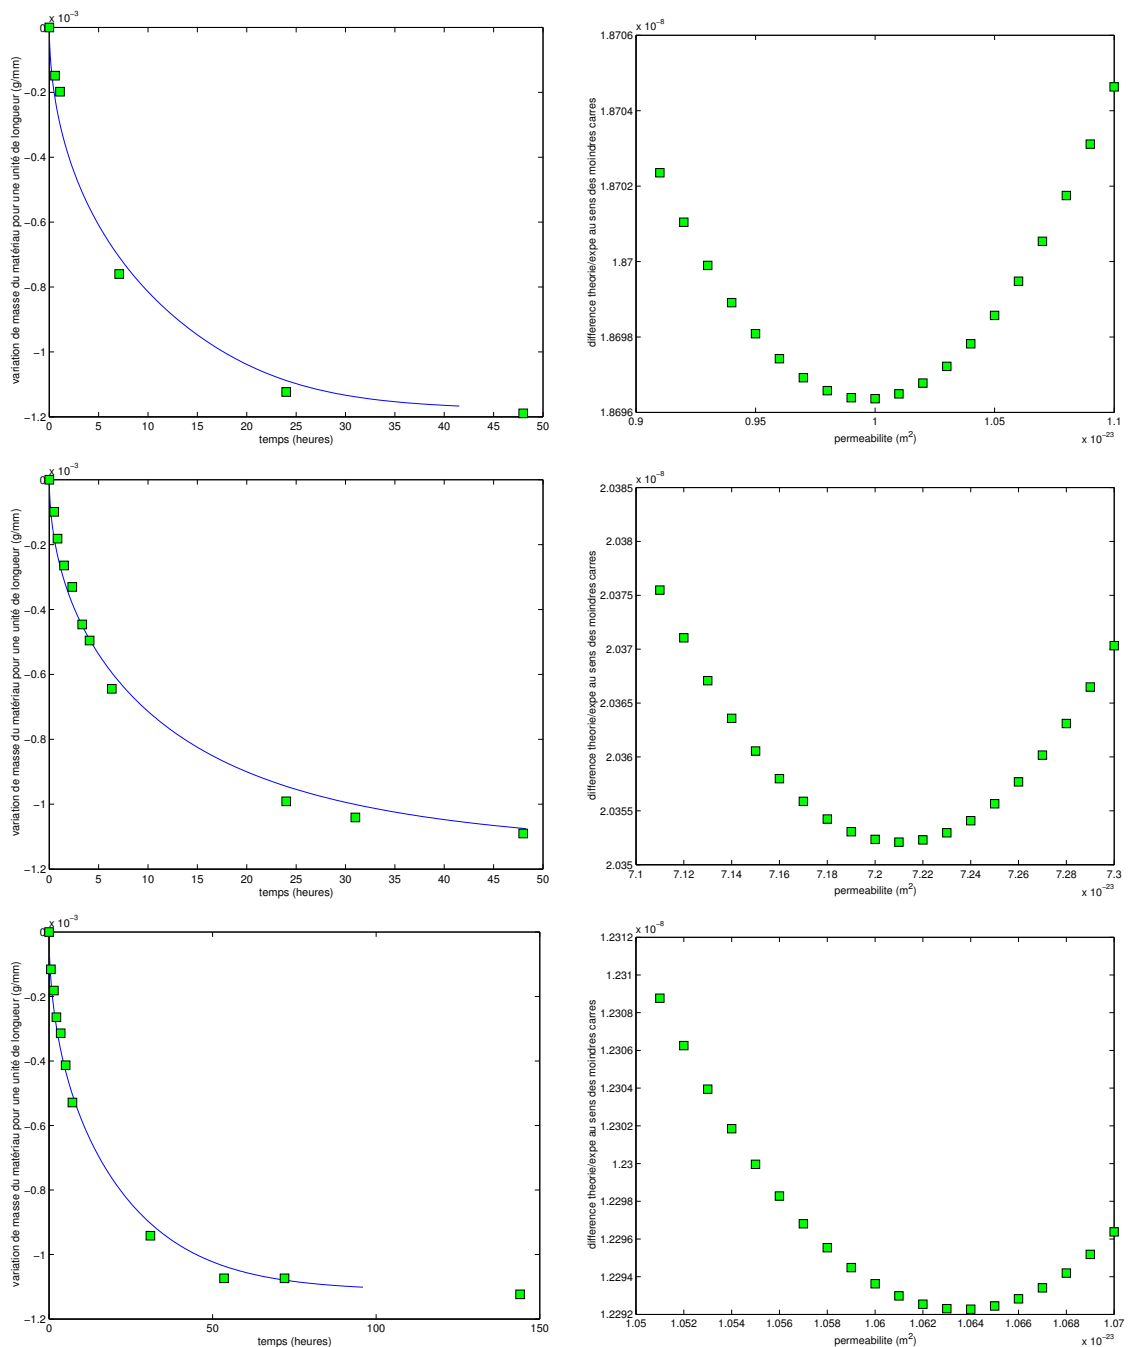 x 10⁻³
0
−0.2
−0.4
−0.6
−0.8
−1
−1.2
variation de masse du matériau pour une unité de longueur (g/mm)
0 5 10 15 20 25 30 35 40 45 50
temps (heures)
x 10⁻⁸
1.8706
1.8704
1.8702
1.87
1.8698
1.8696
difference theorie/expe au sens des moindres carres
0.9 0.95 1 1.05 1.1
permeabilite (m²)
x 10⁻²³
x 10⁻³
0
−0.2
−0.4
−0.6
−0.8
−1
−1.2
variation de masse du matériau pour une unité de longueur (g/mm)
0 5 10 15 20 25 30 35 40 45 50
temps (heures)
x 10⁻⁸
2.0385
2.038
2.0375
2.037
2.0365
2.036
2.0355
2.035
difference theorie/expe au sens des moindres carres
7.1 7.12 7.14 7.16 7.18 7.2 7.22 7.24 7.26 7.28 7.3
permeabilite (m²)
x 10⁻²³
x 10⁻³
0
−0.2
−0.4
−0.6
−0.8
−1
−1.2
variation de masse du matériau pour une unité de longueur (g/mm)
0 50 100 150
temps (heures)
x 10⁻⁸
1.2312
1.231
1.2308
1.2306
1.2304
1.2302
1.23
1.2298
1.2296
1.2294
1.2292
difference theorie/expe au sens des moindres carres
1.05 1.052 1.054 1.056 1.058 1.06 1.062 1.064 1.066 1.068 1.07
permeabilite (m²)
x 10⁻²³